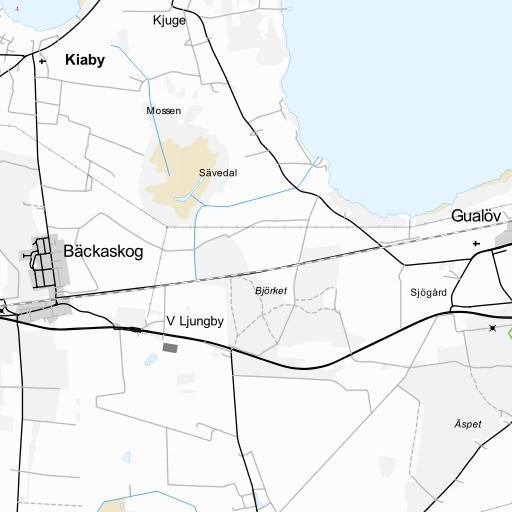 Kjuge
Kiaby
Mossen
Sävedal
Gualöv
Bäckaskog
Björket
Sjögård
V Ljungby
Äspet